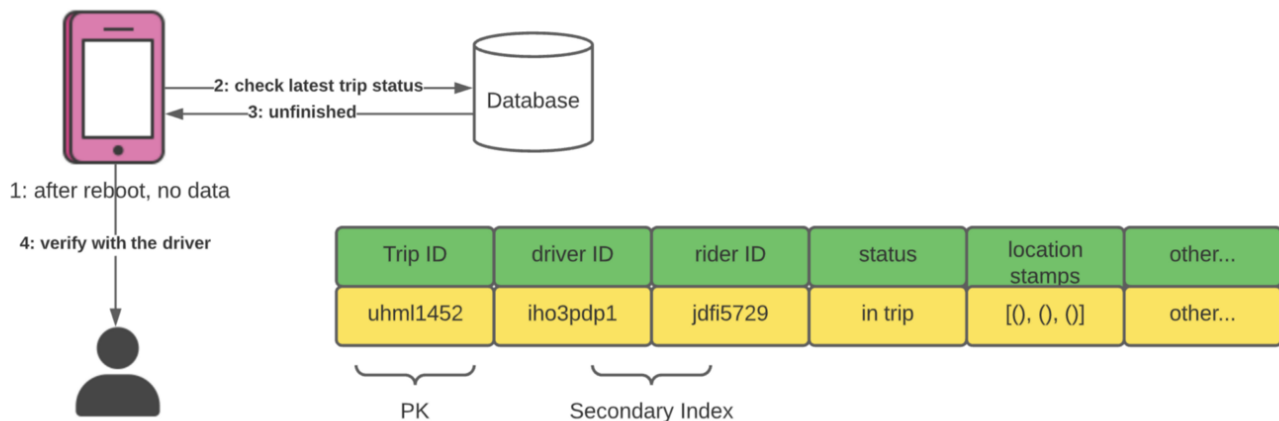 2: check latest trip status
Database
3: unfinished
1: after reboot, no data
4: verify with the driver
Trip ID driver ID rider ID status location stamps other...
uhml1452 iho3pdp1 jdfi5729 in trip [(), (), ()] other...
PK Secondary Index